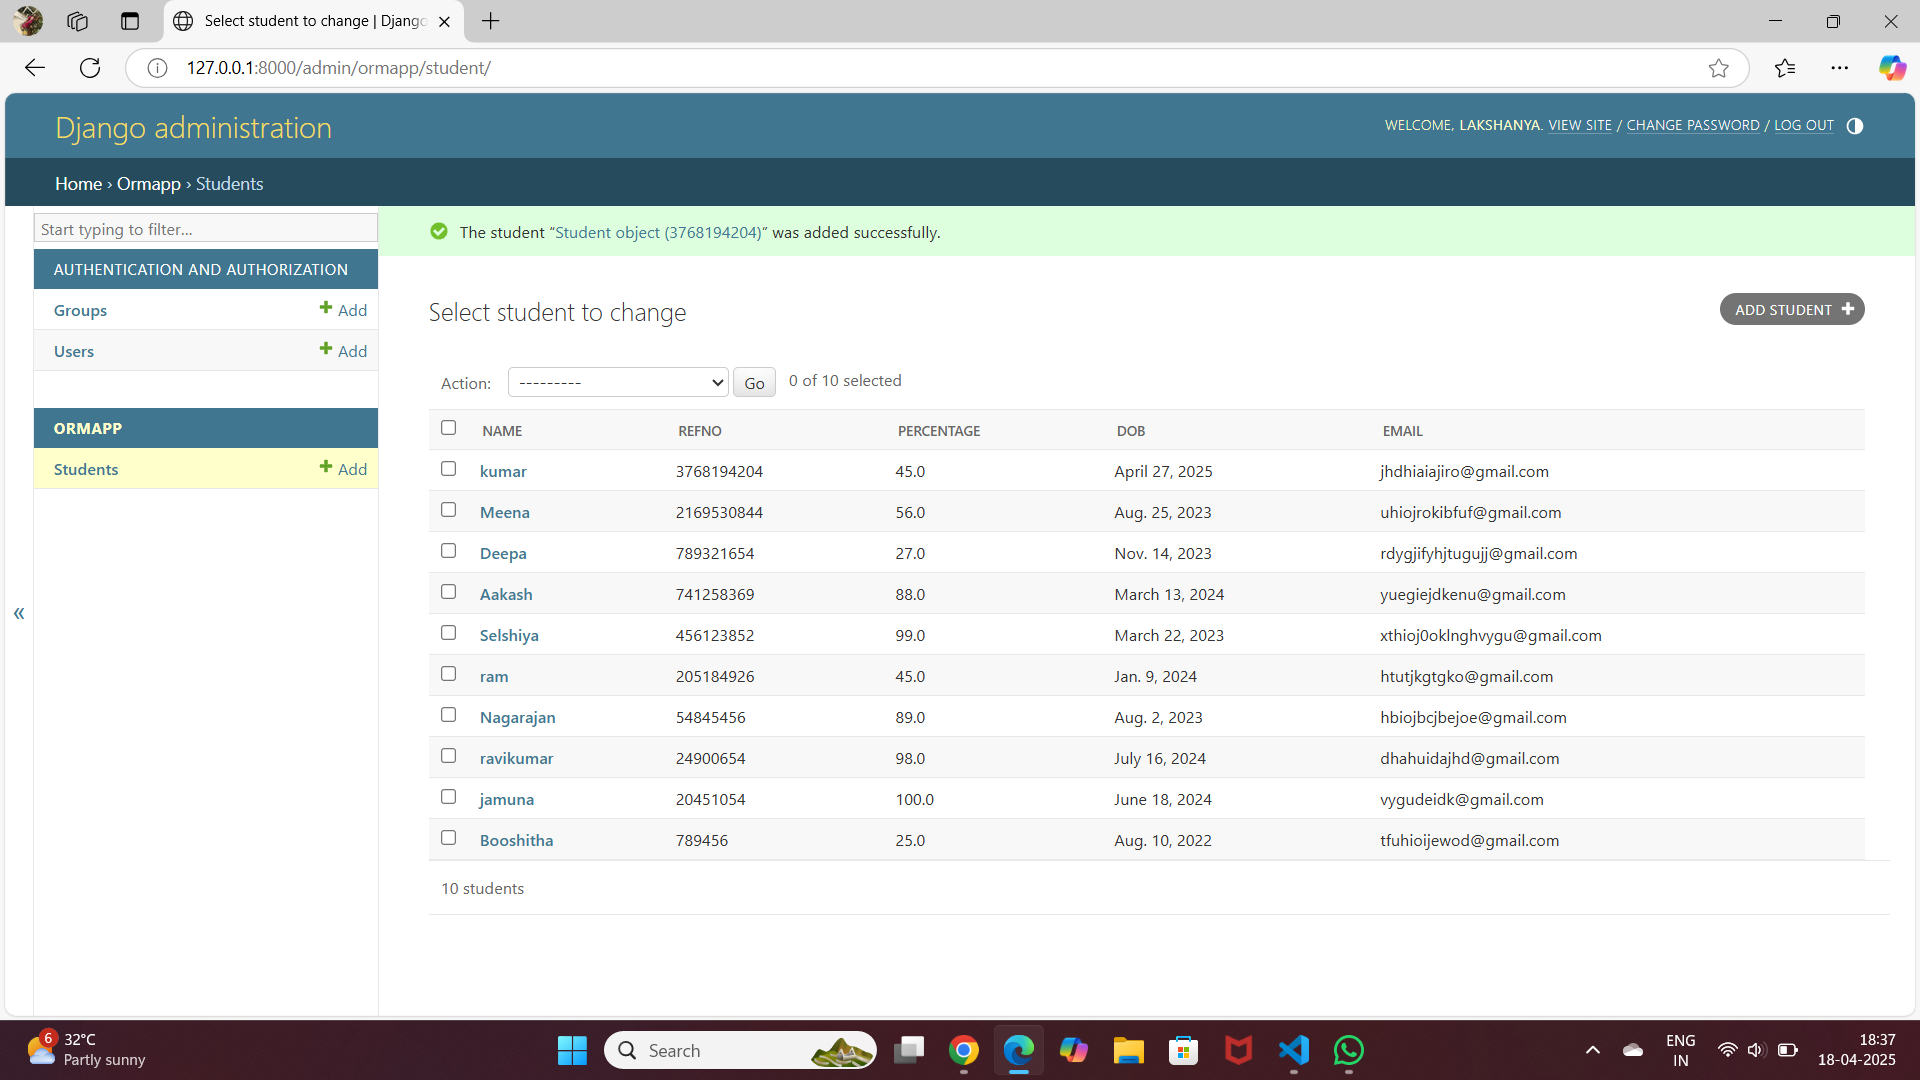 Select student to change | Django
127.0.0.1:8000/admin/ormapp/student/
Django administration
WELCOME, LAKSHANYA. VIEW SITE / CHANGE PASSWORD / LOG OUT
Home › Ormapp › Students
Start typing to filter...
The student “Student object (3768194204)” was added successfully.
AUTHENTICATION AND AUTHORIZATION
Groups Add
Users Add
ORMAPP
Students Add
«
Select student to change
ADD STUDENT
Action: --------- Go 0 of 10 selected
NAME REFNO PERCENTAGE DOB EMAIL
kumar 3768194204 45.0 April 27, 2025 jhdhiaiajiro@gmail.com
Meena 2169530844 56.0 Aug. 25, 2023 uhiojrokibfuf@gmail.com
Deepa 789321654 27.0 Nov. 14, 2023 rdygjifyhjtugujj@gmail.com
Aakash 741258369 88.0 March 13, 2024 yuegiejdkenu@gmail.com
Selshiya 456123852 99.0 March 22, 2023 xthioj0oklnghvygu@gmail.com
ram 205184926 45.0 Jan. 9, 2024 htutjkgtgko@gmail.com
Nagarajan 54845456 89.0 Aug. 2, 2023 hbiojbcjbejoe@gmail.com
ravikumar 24900654 98.0 July 16, 2024 dhahuidajhd@gmail.com
jamuna 20451054 100.0 June 18, 2024 vygudeidk@gmail.com
Booshitha 789456 25.0 Aug. 10, 2022 tfuhioijewod@gmail.com
10 students
6
32°C
Partly sunny
Search
ENG
IN
18:37
18-04-2025